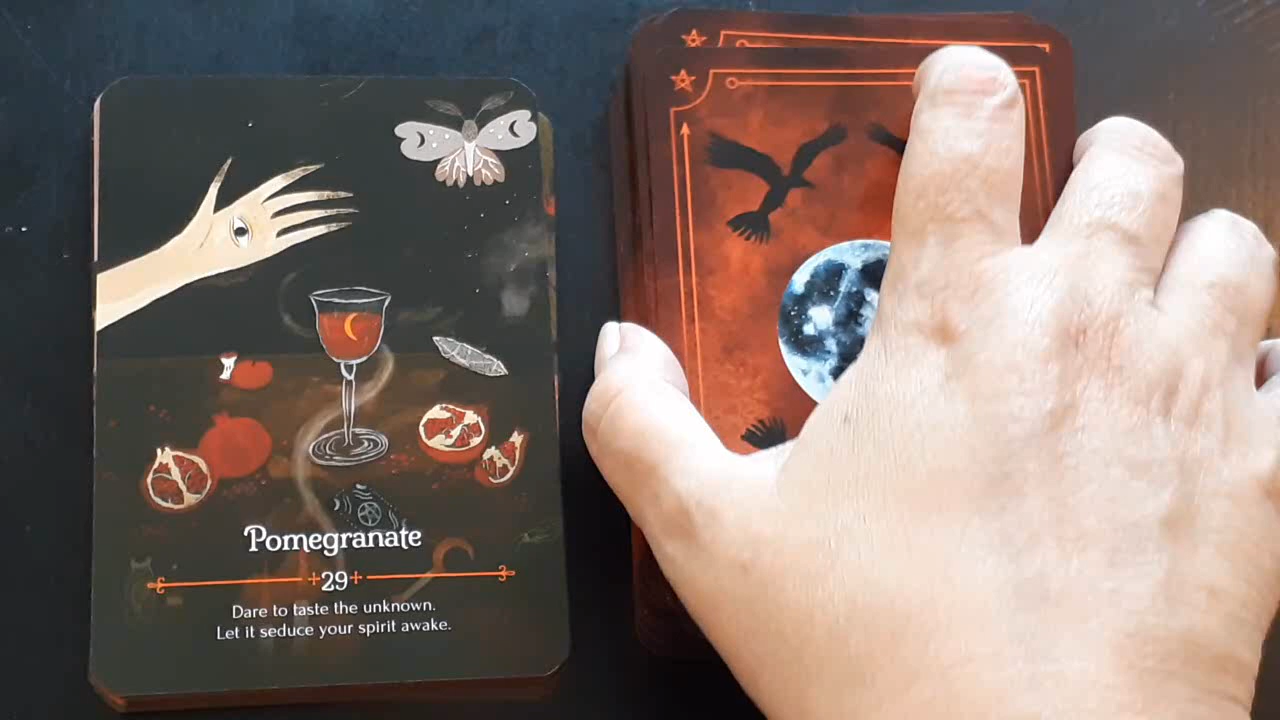 Pomegranate
29
Dare to taste the unknown.
Let it seduce your spirit awake.